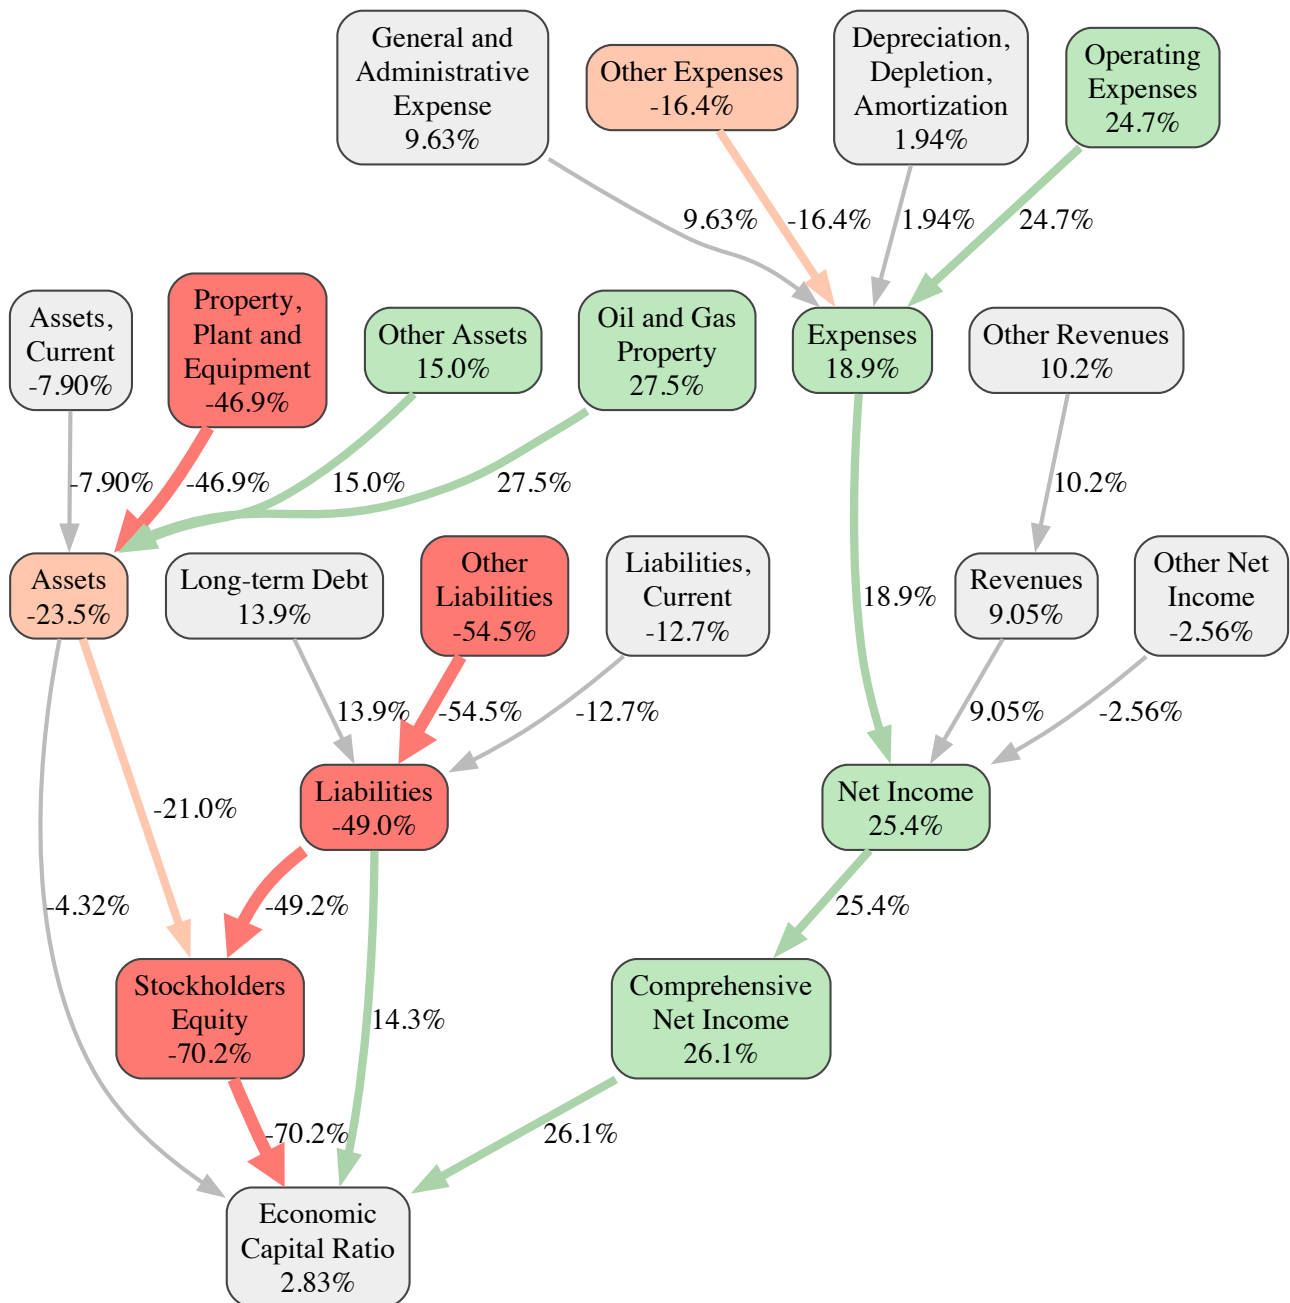 General and
Administrative
Expense
9.63%
Other Expenses
-16.4%
Depreciation,
Depletion,
Amortization
1.94%
Operating
Expenses
24.7%
9.63%
-16.4%
1.94%
24.7%
Assets,
Current
-7.90%
Property,
Plant and
Equipment
-46.9%
Other Assets
15.0%
Oil and Gas
Property
27.5%
Expenses
18.9%
Other Revenues
10.2%
-7.90%
-46.9%
15.0%
27.5%
10.2%
Assets
-23.5%
Long-term Debt
13.9%
Other
Liabilities
-54.5%
Liabilities,
Current
-12.7%
18.9%
Revenues
9.05%
Other Net
Income
-2.56%
13.9%
-54.5%
-12.7%
9.05%
-2.56%
-21.0%
Liabilities
-49.0%
Net Income
25.4%
-4.32%
-49.2%
25.4%
Stockholders
Equity
-70.2%
14.3%
Comprehensive
Net Income
26.1%
-70.2%
26.1%
Economic
Capital Ratio
2.83%